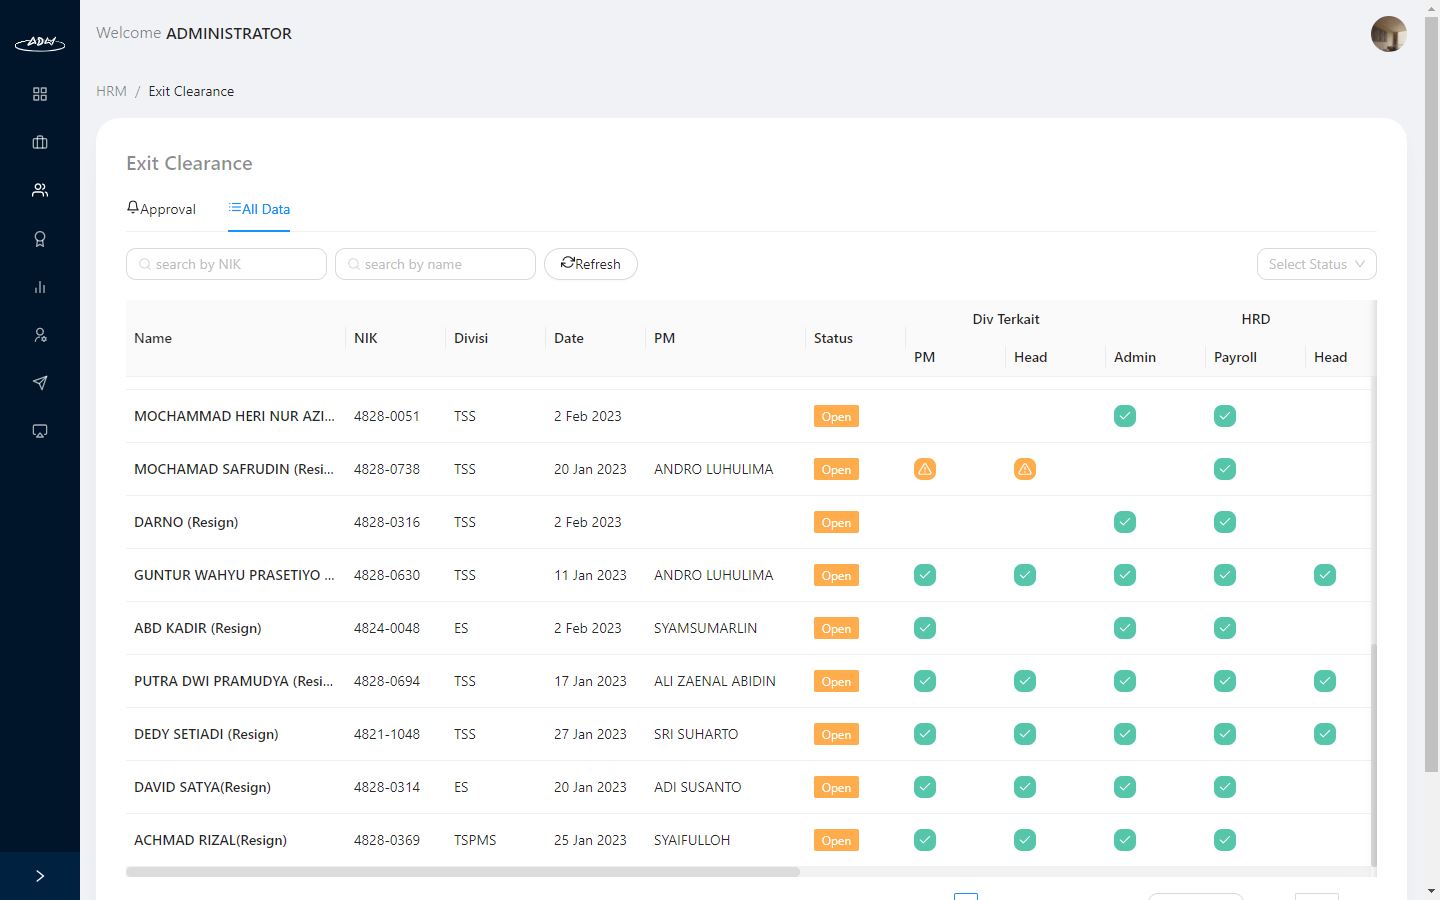 ADW
Welcome ADMINISTRATOR
HRM / Exit Clearance
Exit Clearance
Approval All Data
search by NIK search by name Refresh Select Status
Div Terkait HRD
Name NIK Divisi Date PM Status
PM Head Admin Payroll Head
MOCHAMMAD HERI NUR AZI... 4828-0051 TSS 2 Feb 2023 Open
MOCHAMAD SAFRUDIN (Resi... 4828-0738 TSS 20 Jan 2023 ANDRO LUHULIMA Open
DARNO (Resign) 4828-0316 TSS 2 Feb 2023 Open
GUNTUR WAHYU PRASETIYO ... 4828-0630 TSS 11 Jan 2023 ANDRO LUHULIMA Open
ABD KADIR (Resign) 4824-0048 ES 2 Feb 2023 SYAMSUMARLIN Open
PUTRA DWI PRAMUDYA (Resi... 4828-0694 TSS 17 Jan 2023 ALI ZAENAL ABIDIN Open
DEDY SETIADI (Resign) 4821-1048 TSS 27 Jan 2023 SRI SUHARTO Open
DAVID SATYA(Resign) 4828-0314 ES 20 Jan 2023 ADI SUSANTO Open
ACHMAD RIZAL(Resign) 4828-0369 TSPMS 25 Jan 2023 SYAIFULLOH Open